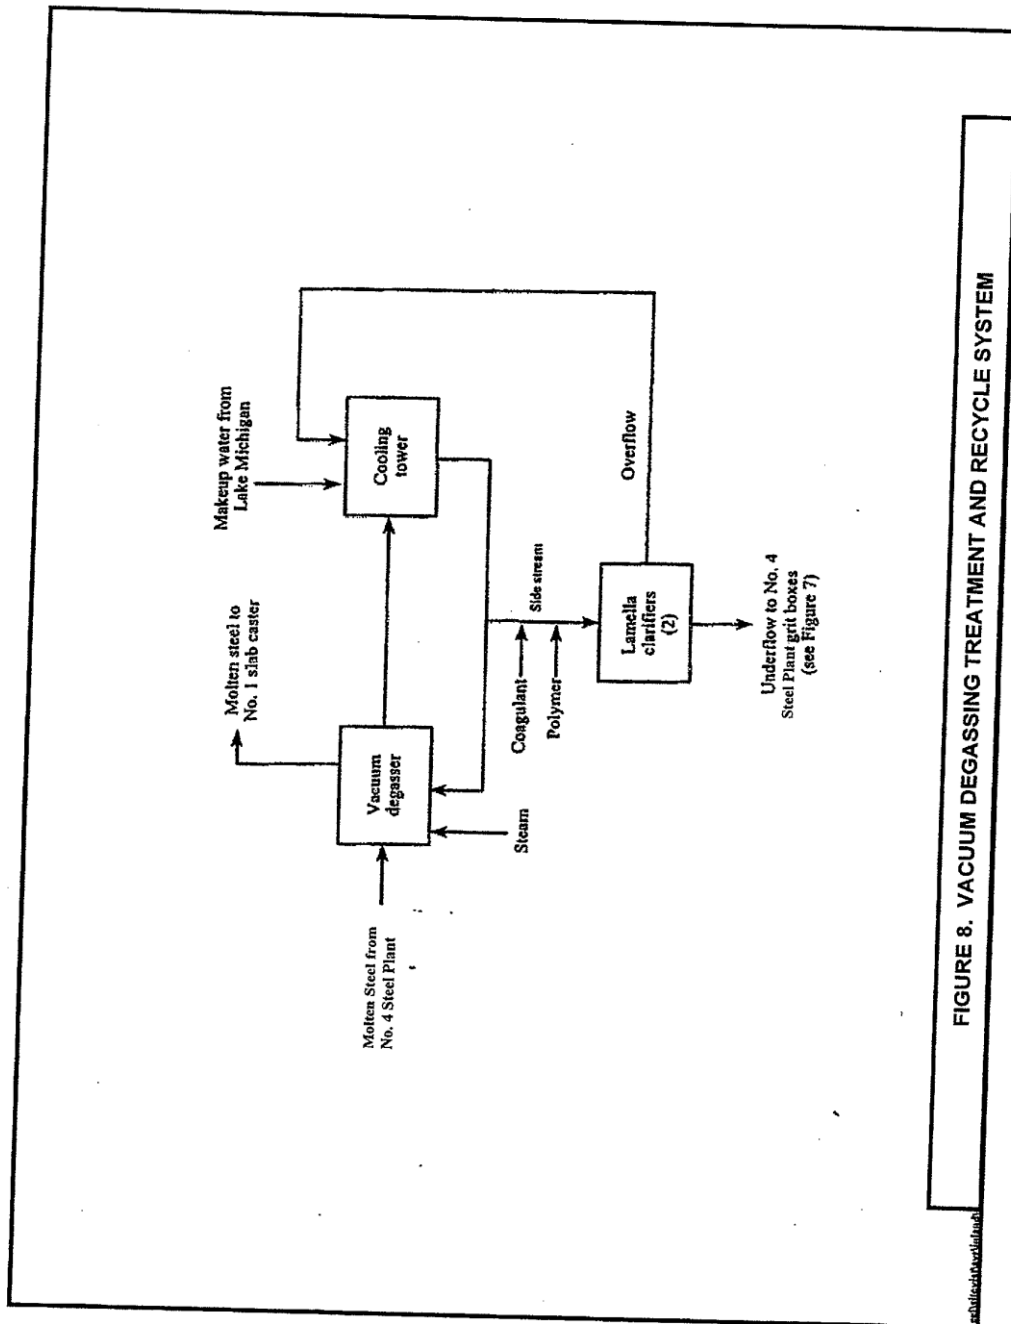 Makeup water from
Lake Michigan
Molten steel to
No. 1 slab caster
Cooling
tower
Vacuum
degasser
Molten Steel from
No. 4 Steel Plant
Steam
Coagulant
Polymer
Side stream
Overflow
Lamella
clarifiers
(2)
Underflow to No. 4
Steel Plant grit boxes
(see Figure 7)
FIGURE 8. VACUUM DEGASSING TREATMENT AND RECYCLE SYSTEM